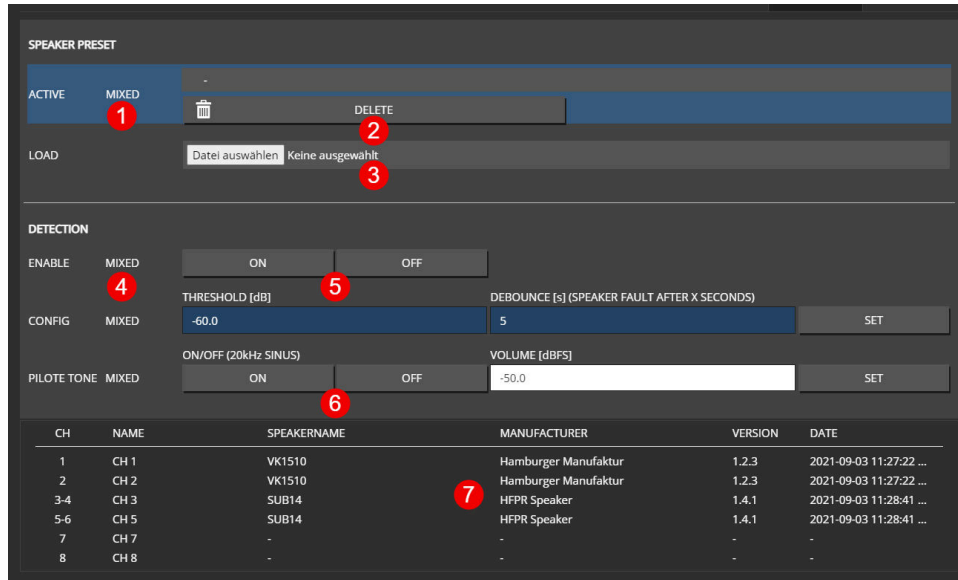 SPEAKER PRESET
-
ACTIVE MIXED
1
DELETE
2
LOAD Datei auswählen Keine ausgewählt
3
DETECTION
ENABLE MIXED ON OFF
4 5
THRESHOLD [dB] DEBOUNCE [s] (SPEAKER FAULT AFTER X SECONDS)
CONFIG MIXED -60.0 5 SET
ON/OFF (20kHz SINUS) VOLUME [dBFS]
PILOTE TONE MIXED ON OFF -50.0 SET
6
CH NAME SPEAKERNAME MANUFACTURER VERSION DATE
1 CH 1 VK1510 Hamburger Manufaktur 1.2.3 2021-09-03 11:27:22 ...
2 CH 2 VK1510 Hamburger Manufaktur 1.2.3 2021-09-03 11:27:22 ...
3-4 CH 3 SUB14 7 HFPR Speaker 1.4.1 2021-09-03 11:28:41 ...
5-6 CH 5 SUB14 HFPR Speaker 1.4.1 2021-09-03 11:28:41 ...
7 CH 7 - - - -
8 CH 8 - - - -